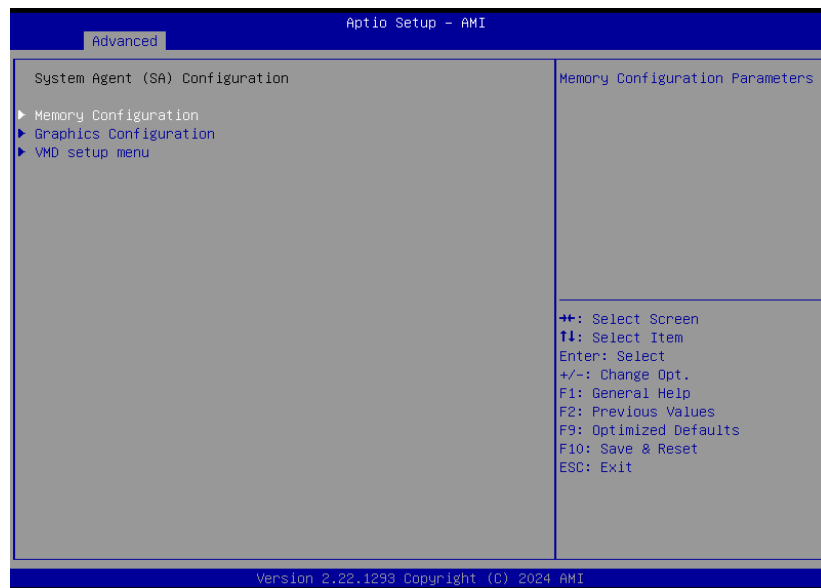 Aptio Setup – AMI
Advanced
System Agent (SA) Configuration
Memory Configuration
Graphics Configuration
VMD setup menu
Memory Configuration Parameters
→←: Select Screen
↑↓: Select Item
Enter: Select
+/-: Change Opt.
F1: General Help
F2: Previous Values
F9: Optimized Defaults
F10: Save & Reset
ESC: Exit
Version 2.22.1293 Copyright (C) 2024 AMI